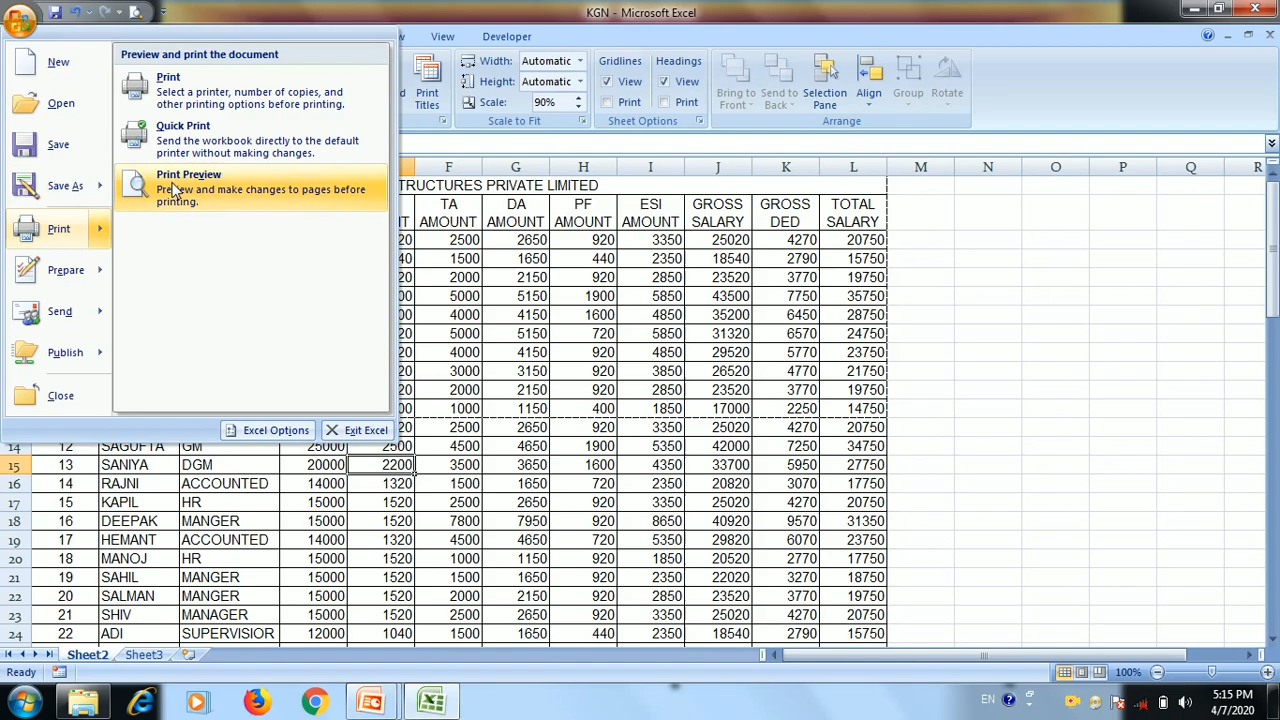 KGN - Microsoft Excel
View Developer
New
Open
Save
Save As
Print
Prepare
Send
Publish
Close
Preview and print the document
Print
Select a printer, number of copies, and
other printing options before printing.
Quick Print
Send the workbook directly to the default
printer without making changes.
Print Preview
Preview and make changes to pages before
printing.
Excel Options Exit Excel
Print
Titles
Width: Automatic
Height: Automatic
Scale: 90%
Scale to Fit
Gridlines Headings
View View
Print Print
Sheet Options
Bring to
Front
Send to
Back
Selection
Pane
Align
Group
Rotate
Arrange
F G H I J K L M N O P Q R
TRUCTURES PRIVATE LIMITED
TA DA PF ESI GROSS GROSS TOTAL
AMOUNT AMOUNT AMOUNT AMOUNT SALARY DED SALARY
20 2500 2650 920 3350 25020 4270 20750
40 1500 1650 440 2350 18540 2790 15750
20 2000 2150 920 2850 23520 3770 19750
00 5000 5150 1900 5850 43500 7750 35750
00 4000 4150 1600 4850 35200 6450 28750
20 5000 5150 720 5850 31320 6570 24750
20 4000 4150 920 4850 29520 5770 23750
20 3000 3150 920 3850 26520 4770 21750
20 2000 2150 920 2850 23520 3770 19750
00 1000 1150 400 1850 17000 2250 14750
20 2500 2650 920 3350 25020 4270 20750
14 12 SAGUFTA GM 25000 2500 4500 4650 1900 5350 42000 7250 34750
15 13 SANIYA DGM 20000 2200 3500 3650 1600 4350 33700 5950 27750
16 14 RAJNI ACCOUNTED 14000 1320 1500 1650 720 2350 20820 3070 17750
17 15 KAPIL HR 15000 1520 2500 2650 920 3350 25020 4270 20750
18 16 DEEPAK MANGER 15000 1520 7800 7950 920 8650 40920 9570 31350
19 17 HEMANT ACCOUNTED 14000 1320 4500 4650 720 5350 29820 6070 23750
20 18 MANOJ HR 15000 1520 1000 1150 920 1850 20520 2770 17750
21 19 SAHIL MANGER 15000 1520 1500 1650 920 2350 22020 3270 18750
22 20 SALMAN MANGER 15000 1520 2000 2150 920 2850 23520 3770 19750
23 21 SHIV MANAGER 15000 1520 2500 2650 920 3350 25020 4270 20750
24 22 ADI SUPERVISIOR 12000 1040 1500 1650 440 2350 18540 2790 15750
Sheet2 Sheet3
Ready 100%
EN 5:15 PM
4/7/2020